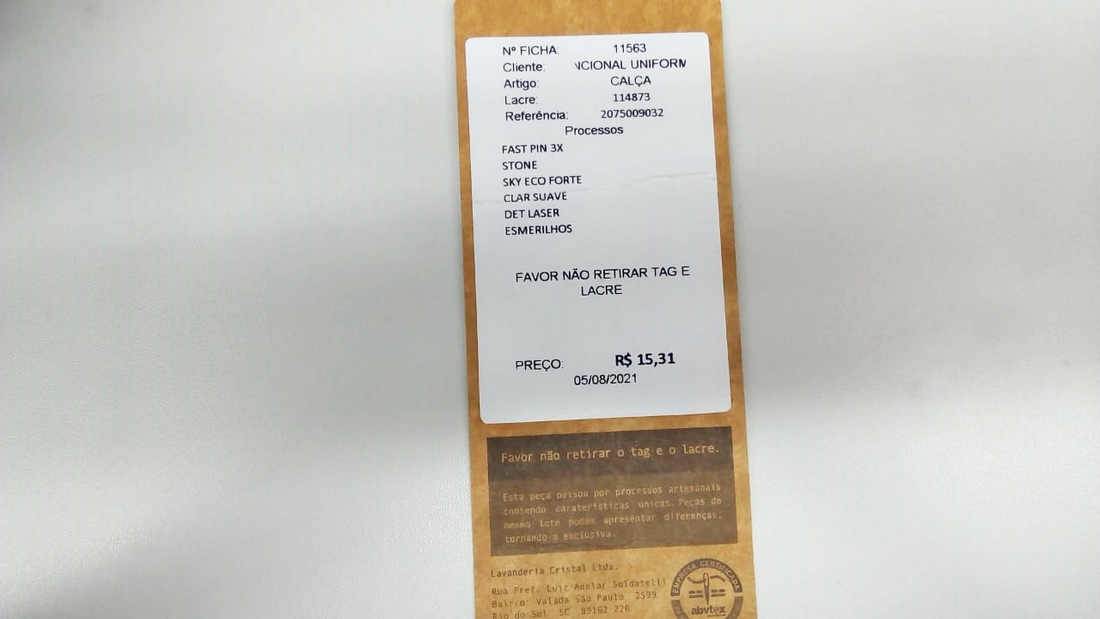 Nº FICHA: 11563
Cliente: NCIONAL UNIFORM
Artigo: CALÇA
Lacre: 114873
Referência: 2075009032
Processos
FAST PIN 3X
STONE
SKY ECO FORTE
CLAR SUAVE
DET LASER
ESMERILHOS
FAVOR NÃO RETIRAR TAG E
LACRE
PREÇO: R$ 15,31
05/08/2021
Favor não retirar o tag e o lacre.
Esta peça passou por processos artesanais
contendo caraterísticas únicas. Peças do
mesmo lote podem apresentar diferenças,
tornando-a exclusiva.
Lavanderia Cristal Ltda.
Rua Pref. Luiz Adelar Soldatelli
Bairro: Valada São Paulo 3599
Rio do Sul SC 89162 220
EMPRESA CERTIFICADA
abvtex